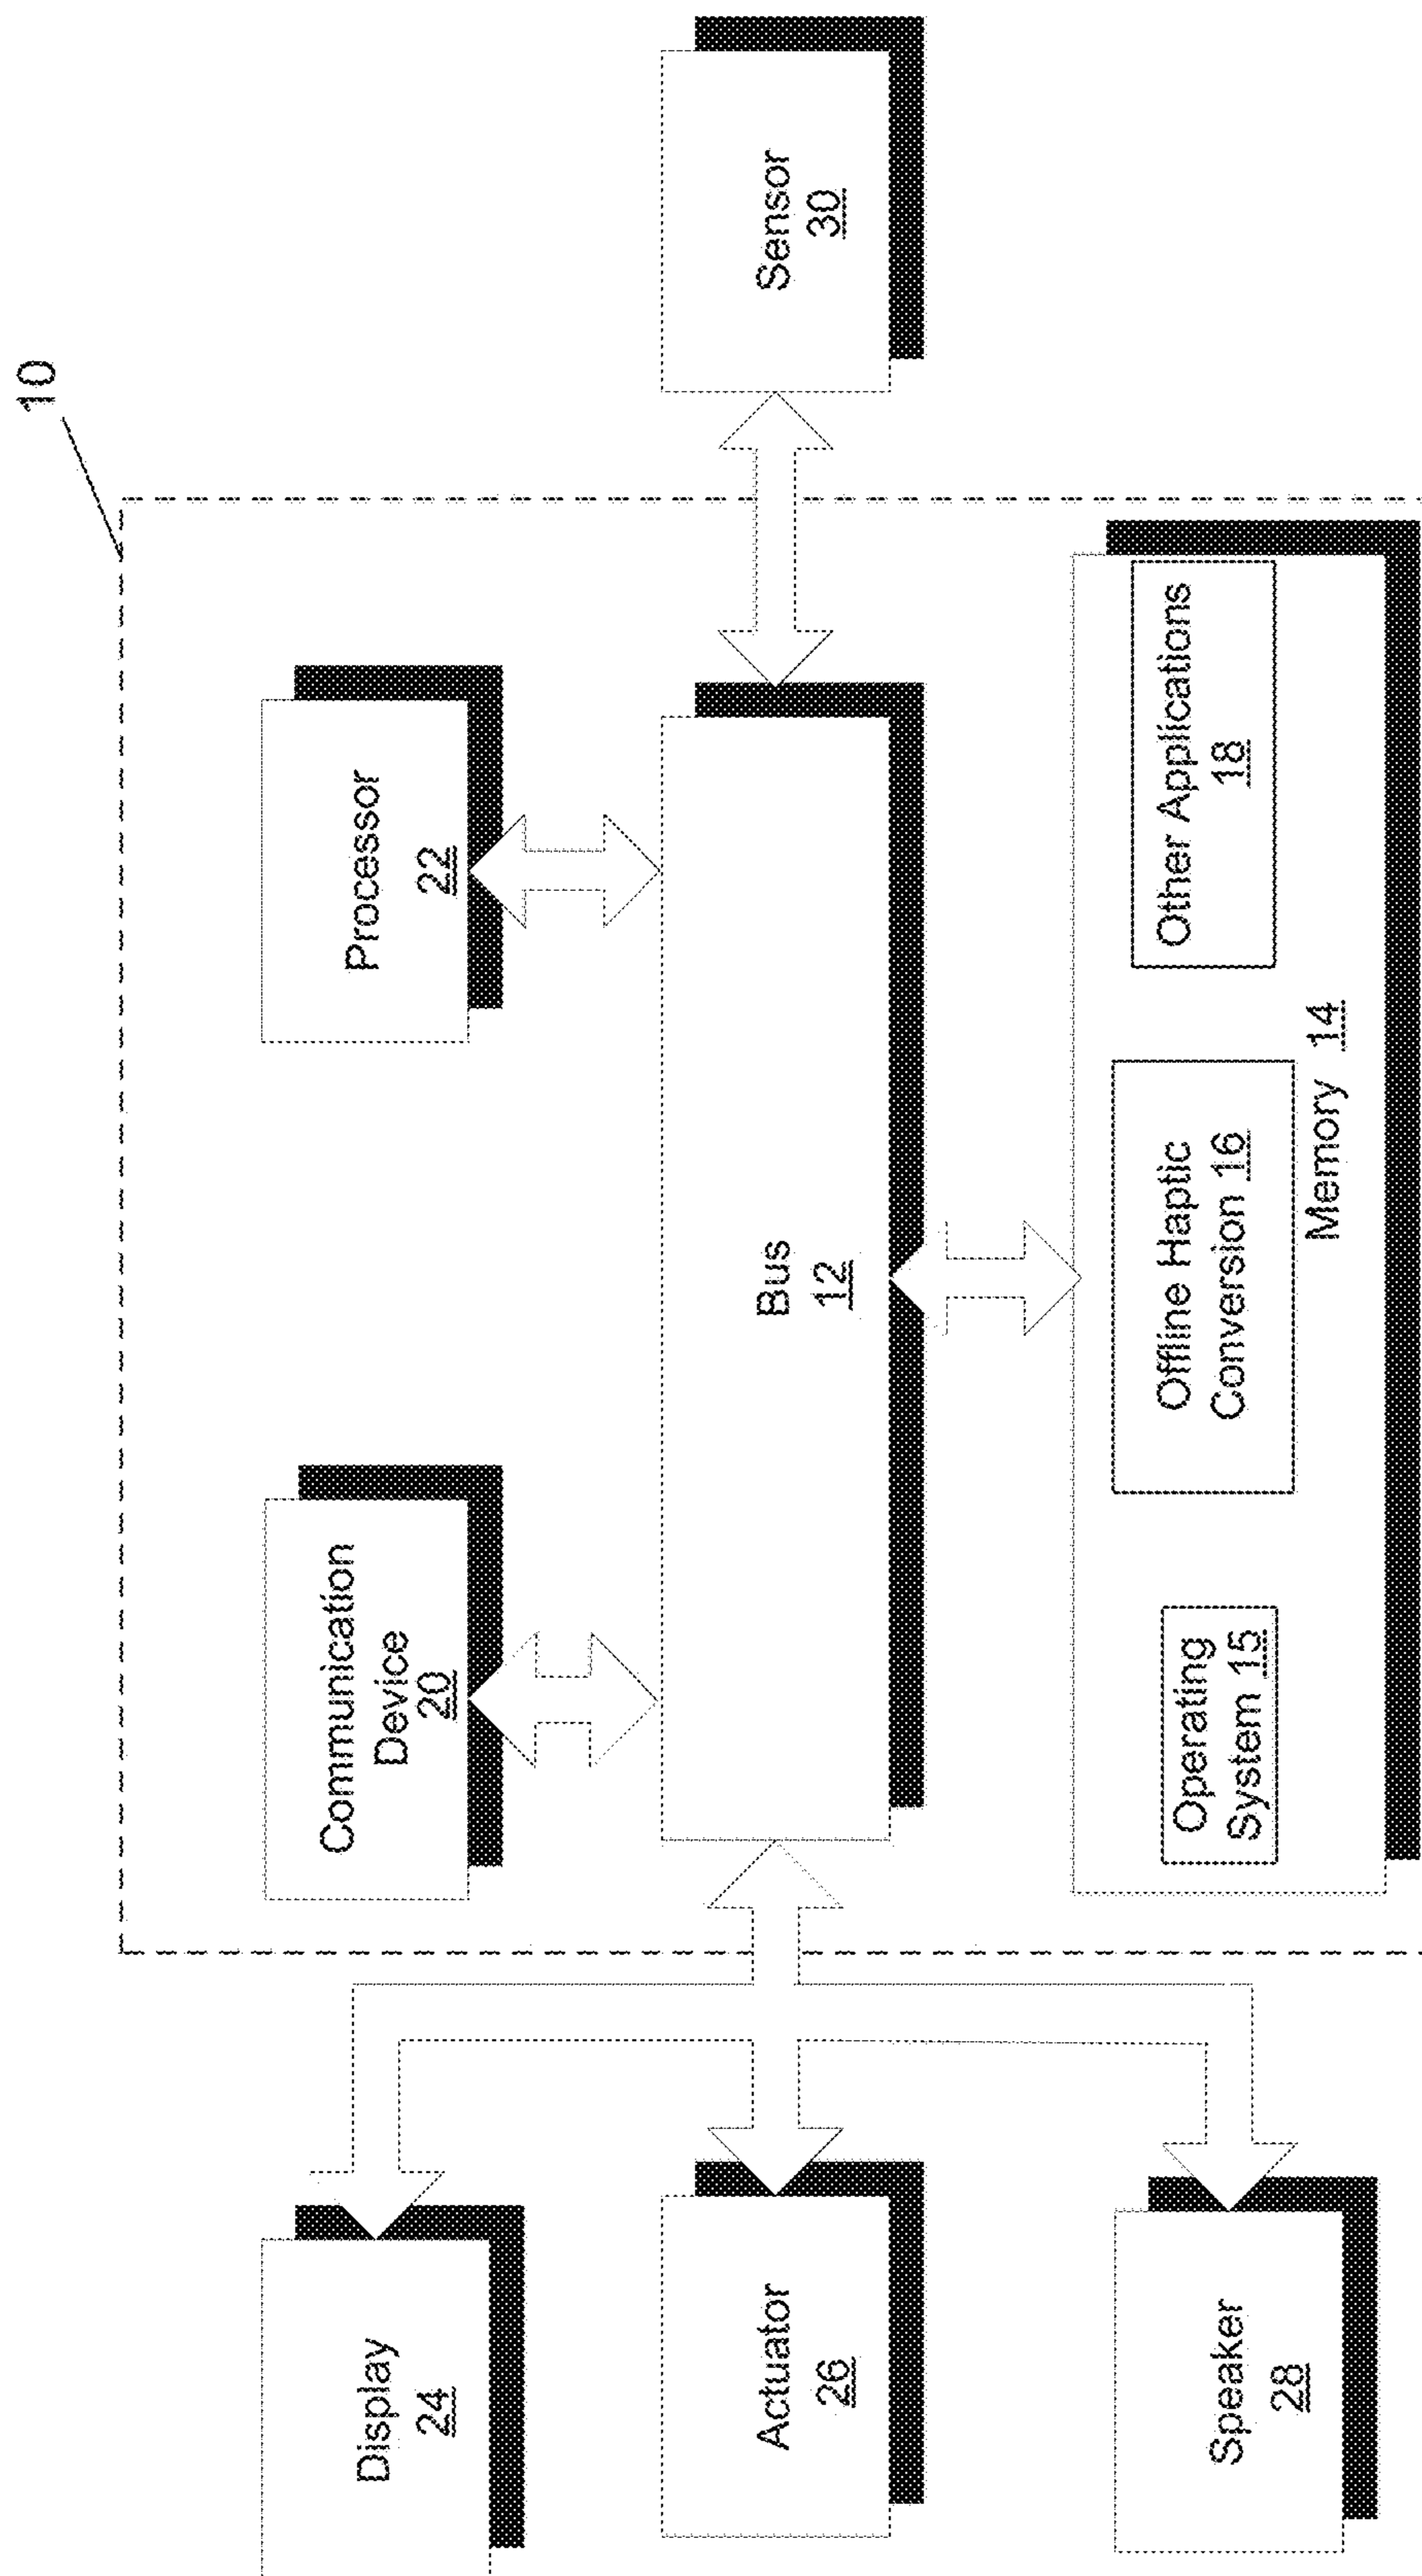 10
Communication
Device
20
Processor
22
Display
24
Actuator
26
Bus
12
Sensor
30
Speaker
28
Operating
System 15
Offline Haptic
Conversion 16
Other Applications
18
Memory 14